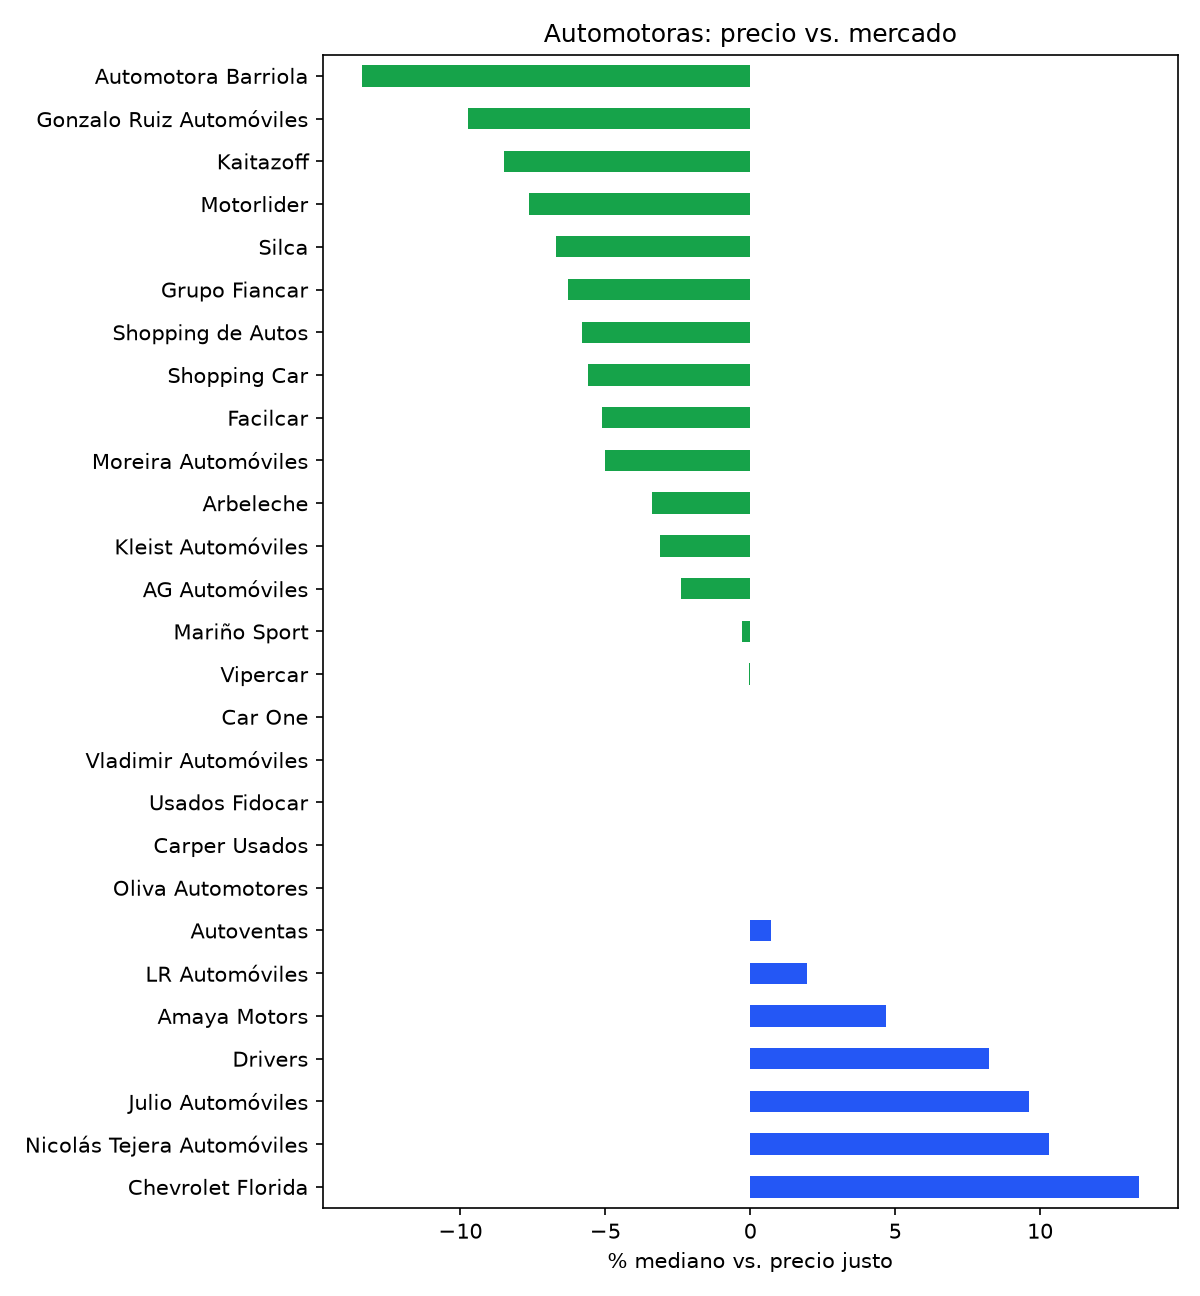 Automotoras: precio vs. mercado
Automotora Barriola
Gonzalo Ruiz Automóviles
Kaitazoff
Motorlider
Silca
Grupo Fiancar
Shopping de Autos
Shopping Car
Facilcar
Moreira Automóviles
Arbeleche
Kleist Automóviles
AG Automóviles
Mariño Sport
Vipercar
Car One
Vladimir Automóviles
Usados Fidocar
Carper Usados
Oliva Automotores
Autoventas
LR Automóviles
Amaya Motors
Drivers
Julio Automóviles
Nicolás Tejera Automóviles
Chevrolet Florida
−10 −5 0 5 10
% mediano vs. precio justo